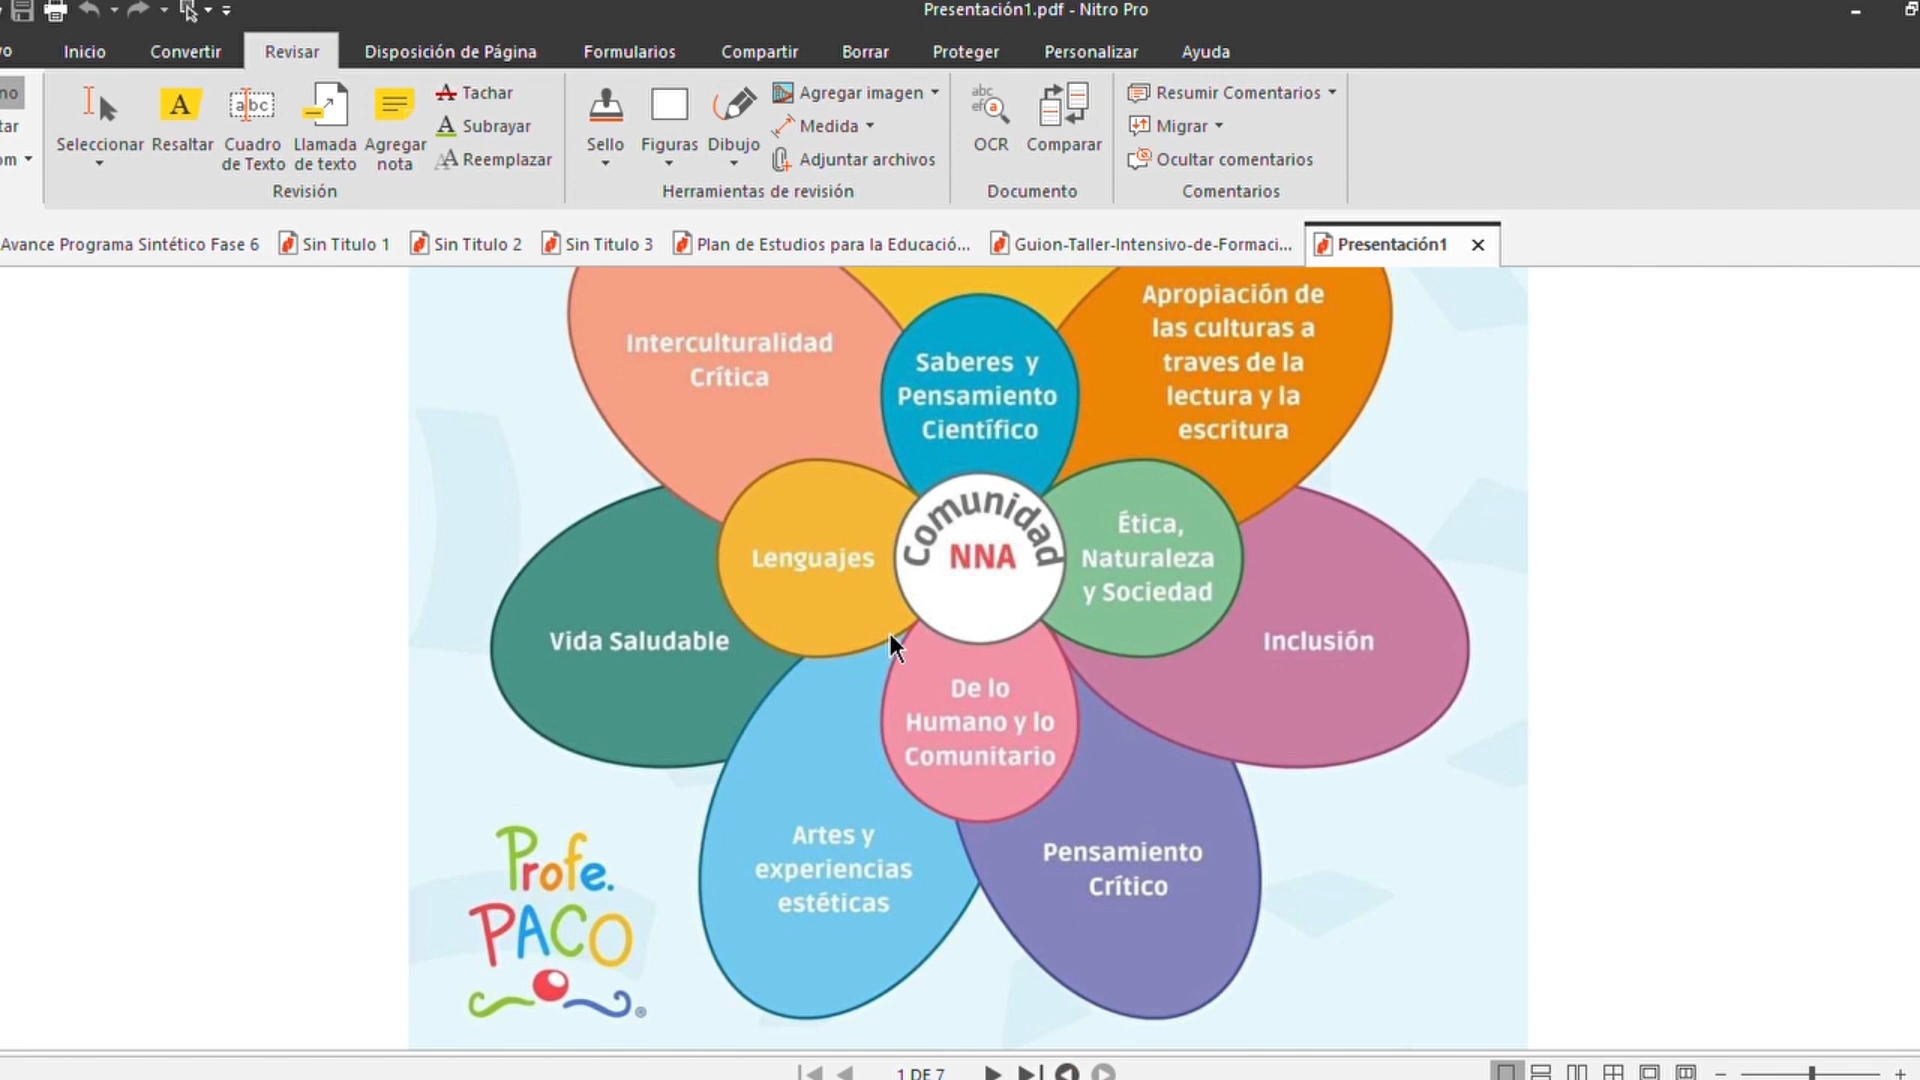 Presentación1.pdf - Nitro Pro
Inicio
Convertir
Revisar
Disposición de Página
Formularios
Compartir
Borrar
Proteger
Personalizar
Ayuda
Seleccionar
Resaltar
Cuadro
de Texto
Llamada
de texto
Agregar
nota
Tachar
Subrayar
Reemplazar
Revisión
Sello
Figuras
Dibujo
Agregar imagen
Medida
Adjuntar archivos
Herramientas de revisión
OCR
Comparar
Documento
Resumir Comentarios
Migrar
Ocultar comentarios
Comentarios
Avance Programa Sintético Fase 6
Sin Titulo 1
Sin Titulo 2
Sin Titulo 3
Plan de Estudios para la Educació...
Guion-Taller-Intensivo-de-Formaci...
Presentación1
Interculturalidad
Crítica
Saberes y
Pensamiento
Científico
Apropiación de
las culturas a
traves de la
lectura y la
escritura
Lenguajes
Comunidad
NNA
Ética,
Naturaleza
y Sociedad
Vida Saludable
Inclusión
De lo
Humano y lo
Comunitario
Artes y
experiencias
estéticas
Pensamiento
Crítico
Profe.
PACO
®
1 DE 7